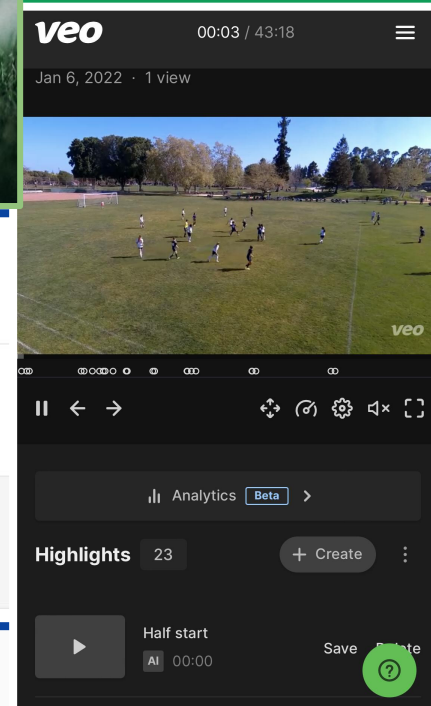 veo
00:03 / 43:18
Jan 6, 2022 · 1 view
veo
Analytics Beta
Highlights 23
+ Create
Half start
AI 00:00
Save